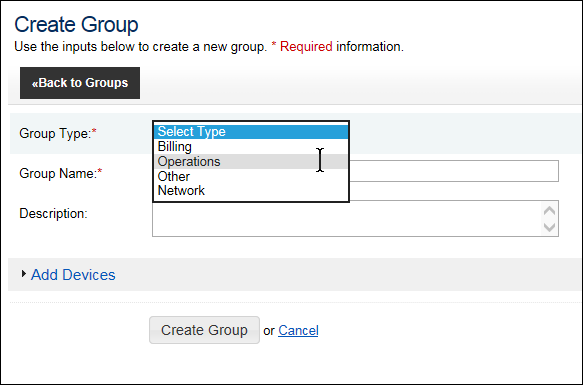 Create Group
Use the inputs below to create a new group. * Required information.
«Back to Groups
Group Type:*
Select Type
Billing
Operations
Other
Network
Group Name:*
Description:
Add Devices
Create Group or Cancel